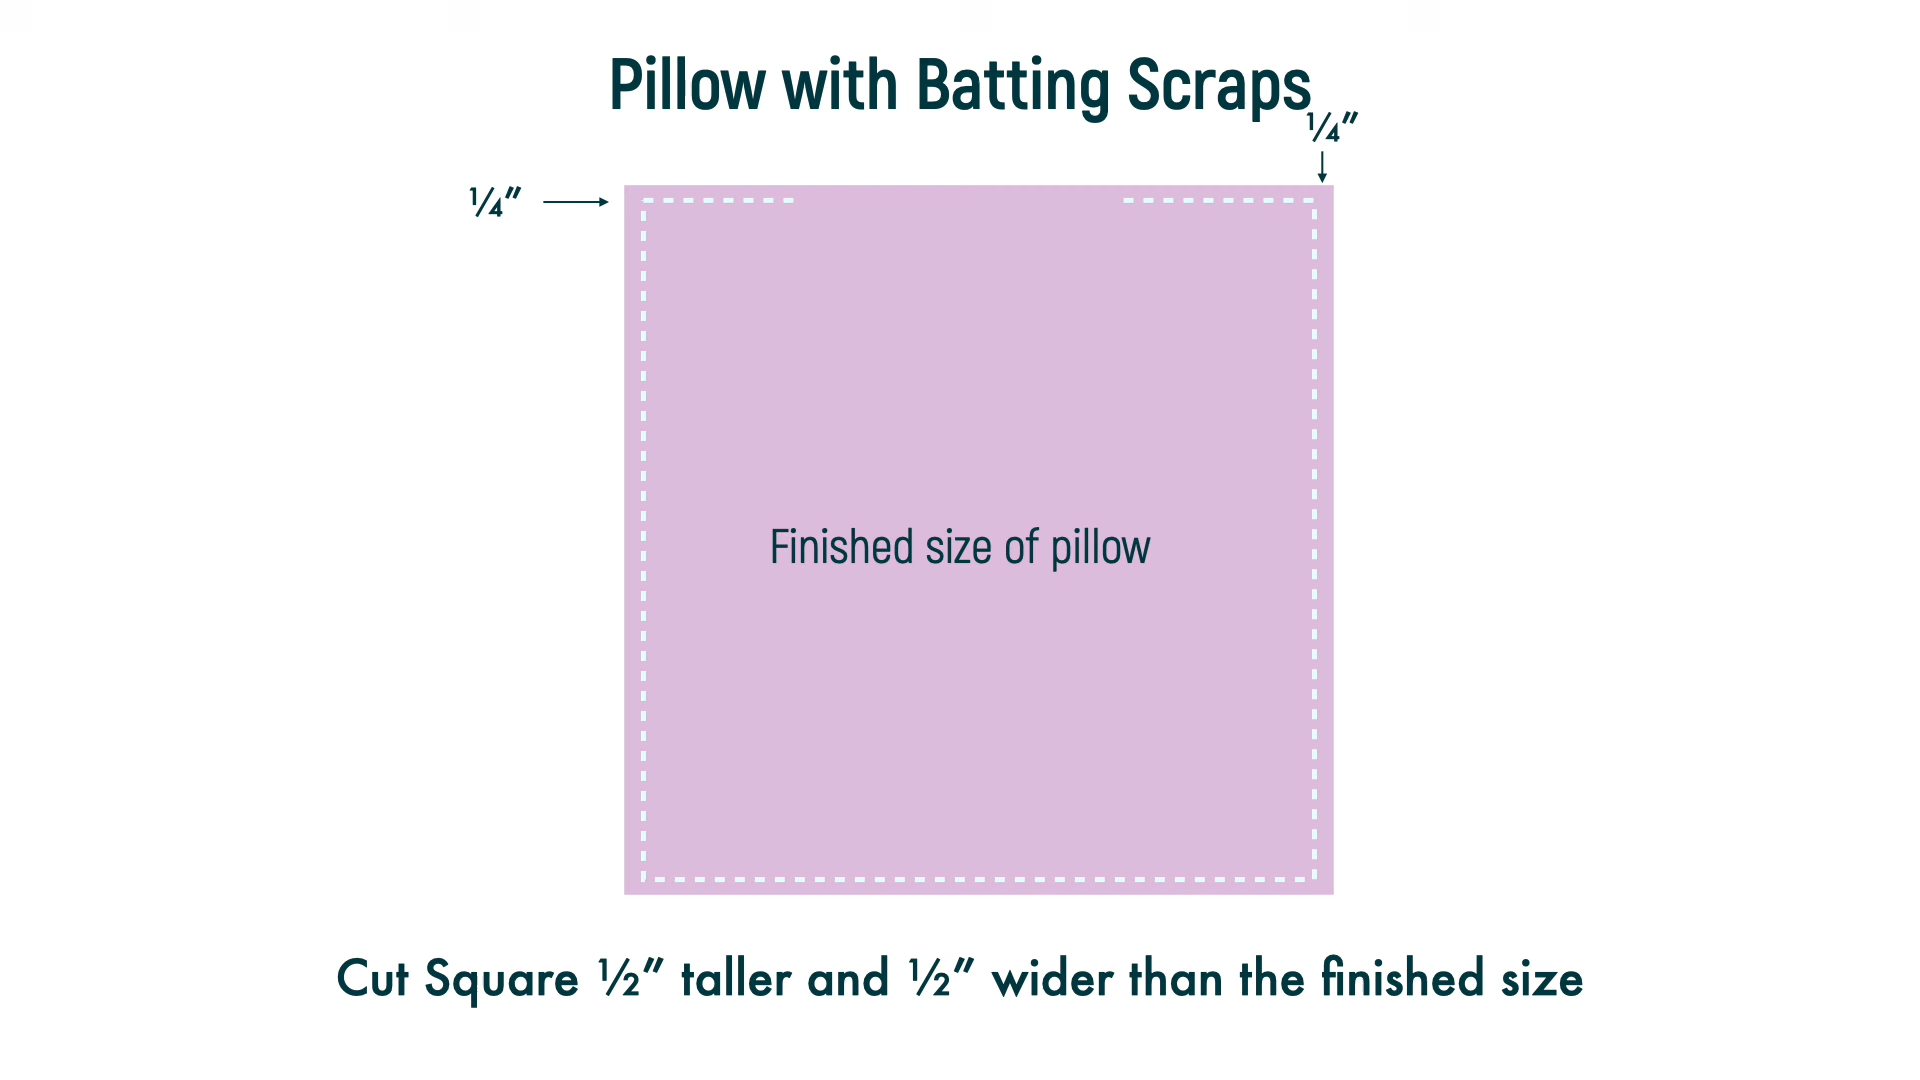 Pillow with Batting Scraps
¼″
¼″
Finished size of pillow
Cut Square ½″ taller and ½″ wider than the finished size